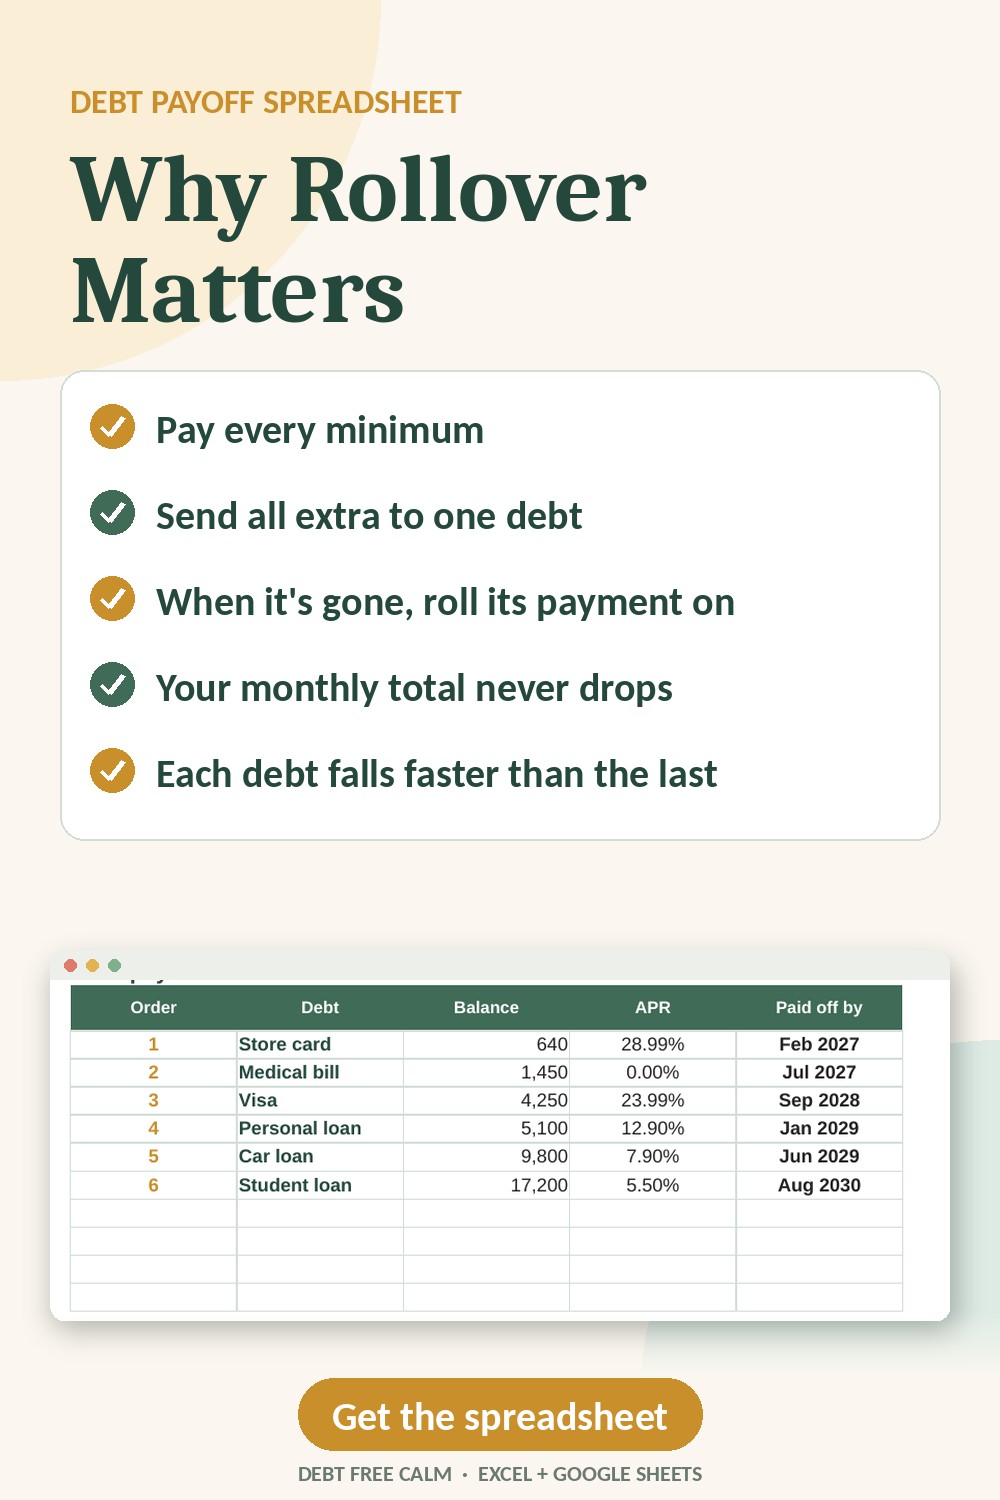 DEBT PAYOFF SPREADSHEET
Why Rollover
Matters
Pay every minimum
Send all extra to one debt
When it's gone, roll its payment on
Your monthly total never drops
Each debt falls faster than the last
Order Debt Balance APR Paid off by
1 Store card 640 28.99% Feb 2027
2 Medical bill 1,450 0.00% Jul 2027
3 Visa 4,250 23.99% Sep 2028
4 Personal loan 5,100 12.90% Jan 2029
5 Car loan 9,800 7.90% Jun 2029
6 Student loan 17,200 5.50% Aug 2030
Get the spreadsheet
DEBT FREE CALM · EXCEL + GOOGLE SHEETS